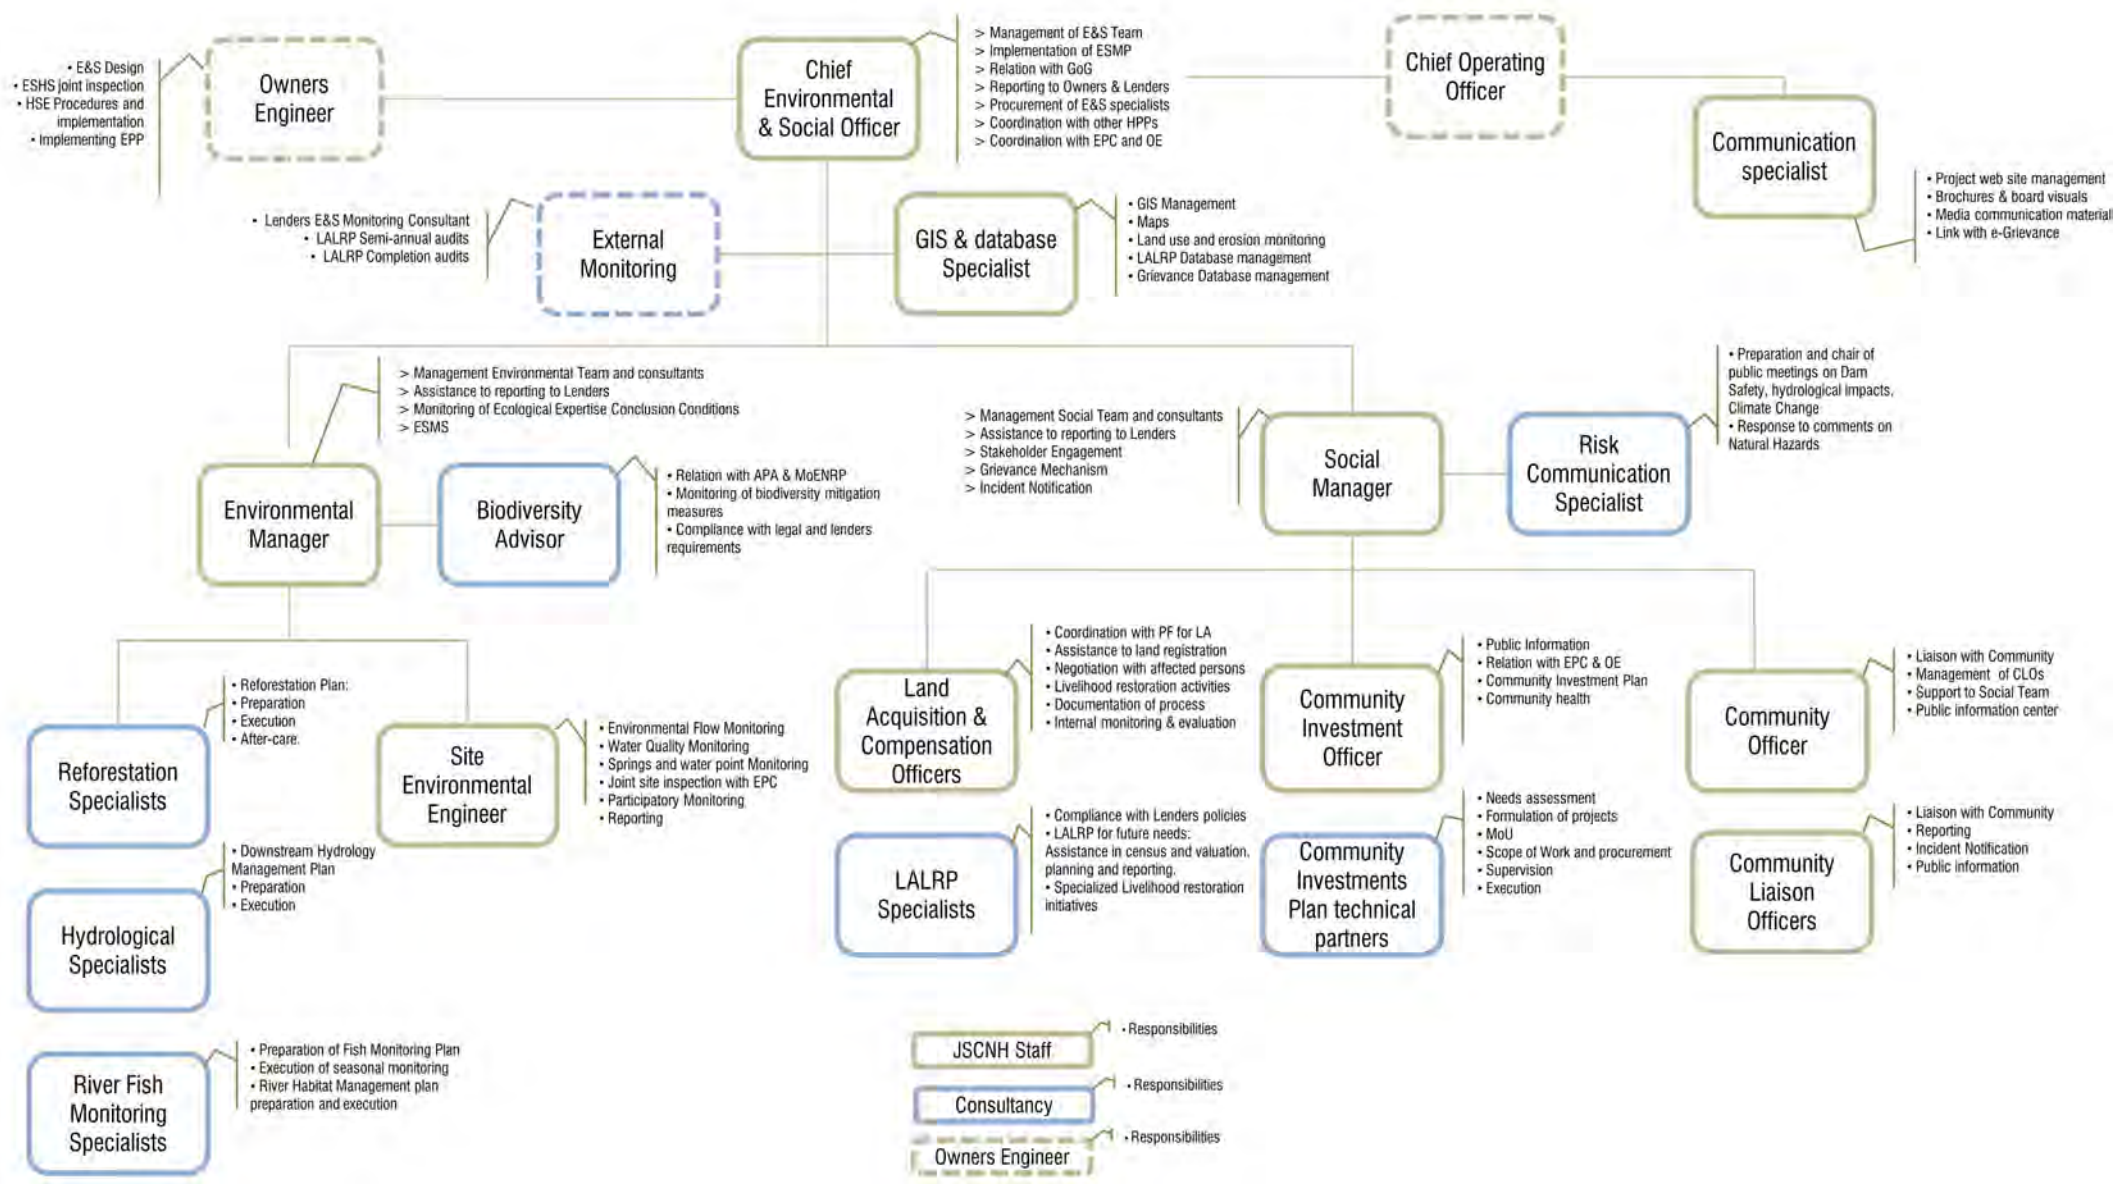 • E&S Design
• ESHS joint inspection
• HSE Procedures and
implementation
• Implementing EPP
Owners
Engineer
Chief
Environmental
& Social Officer
> Management of E&S Team
> Implementation of ESMP
> Relation with GoG
> Reporting to Owners & Lenders
> Procurement of E&S specialists
> Coordination with other HPPs
> Coordination with EPC and OE
Chief Operating
Officer
Communication
specialist
• Project web site management
• Brochures & board visuals
• Media communication material
• Link with e-Grievance
• Lenders E&S Monitoring Consultant
• LALRP Semi-annual audits
• LALRP Completion audits
External
Monitoring
GIS & database
Specialist
• GIS Management
• Maps
• Land use and erosion monitoring
• LALRP Database management
• Grievance Database management
> Management Environmental Team and consultants
> Assistance to reporting to Lenders
> Monitoring of Ecological Expertise Conclusion Conditions
> ESMS
Environmental
Manager
Biodiversity
Advisor
• Relation with APA & MoENRP
• Monitoring of biodiversity mitigation
measures
• Compliance with legal and lenders
requirements
> Management Social Team and consultants
> Assistance to reporting to Lenders
> Stakeholder Engagement
> Grievance Mechanism
> Incident Notification
Social
Manager
Risk
Communication
Specialist
• Preparation and chair of
public meetings on Dam
Safety, hydrological impacts,
Climate Change
• Response to comments on
Natural Hazards
Reforestation
Specialists
• Reforestation Plan:
• Preparation
• Execution
• After-care.
Site
Environmental
Engineer
• Environmental Flow Monitoring
• Water Quality Monitoring
• Springs and water point Monitoring
• Joint site inspection with EPC
• Participatory Monitoring
• Reporting
Hydrological
Specialists
• Downstream Hydrology
Management Plan
• Preparation
• Execution
River Fish
Monitoring
Specialists
• Preparation of Fish Monitoring Plan
• Execution of seasonal monitoring
• River Habitat Management plan
preparation and execution
Land
Acquisition &
Compensation
Officers
• Coordination with PF for LA
• Assistance to land registration
• Negotiation with affected persons
• Livelihood restoration activities
• Documentation of process
• Internal monitoring & evaluation
Community
Investment
Officer
• Public Information
• Relation with EPC & OE
• Community Investment Plan
• Community health
Community
Officer
• Liaison with Community
• Management of CLOs
• Support to Social Team
• Public information center
LALRP
Specialists
• Compliance with Lenders policies
• LALRP for future needs:
Assistance in census and valuation,
planning and reporting.
• Specialized Livelihood restoration
initiatives
Community
Investments
Plan technical
partners
• Needs assessment
• Formulation of projects
• MoU
• Scope of Work and procurement
• Supervision
• Execution
Community
Liaison
Officers
• Liaison with Community
• Reporting
• Incident Notification
• Public information
JSCNH Staff
• Responsibilities
Consultancy
• Responsibilities
Owners Engineer
• Responsibilities